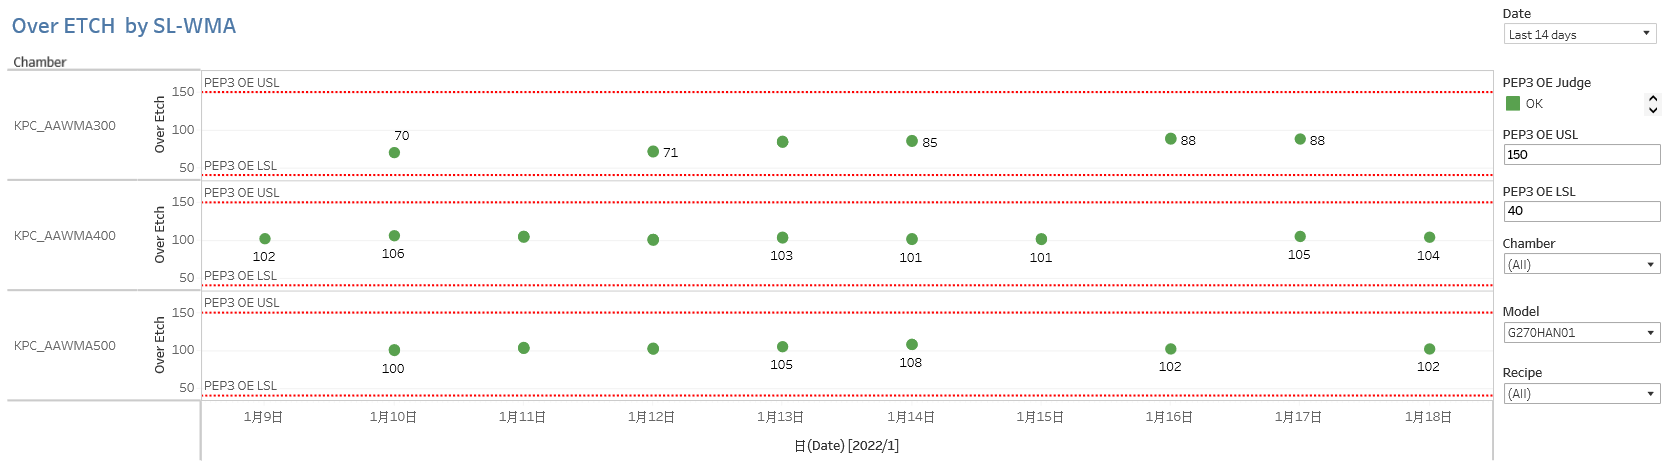 Over ETCH by SL-WMA
Chamber
KPC_AAWMA300
Over Etch
150
100
50
PEP3 OE USL
PEP3 OE LSL
70
71
85
88
88
KPC_AAWMA400
Over Etch
150
100
50
PEP3 OE USL
PEP3 OE LSL
102
106
103
101
101
105
104
KPC_AAWMA500
Over Etch
150
100
50
PEP3 OE USL
PEP3 OE LSL
100
105
108
102
102
1月9日 1月10日 1月11日 1月12日 1月13日 1月14日 1月15日 1月16日 1月17日 1月18日
日(Date) [2022/1]
Date
Last 14 days
PEP3 OE Judge
OK
PEP3 OE USL
150
PEP3 OE LSL
40
Chamber
(All)
Model
G270HAN01
Recipe
(All)